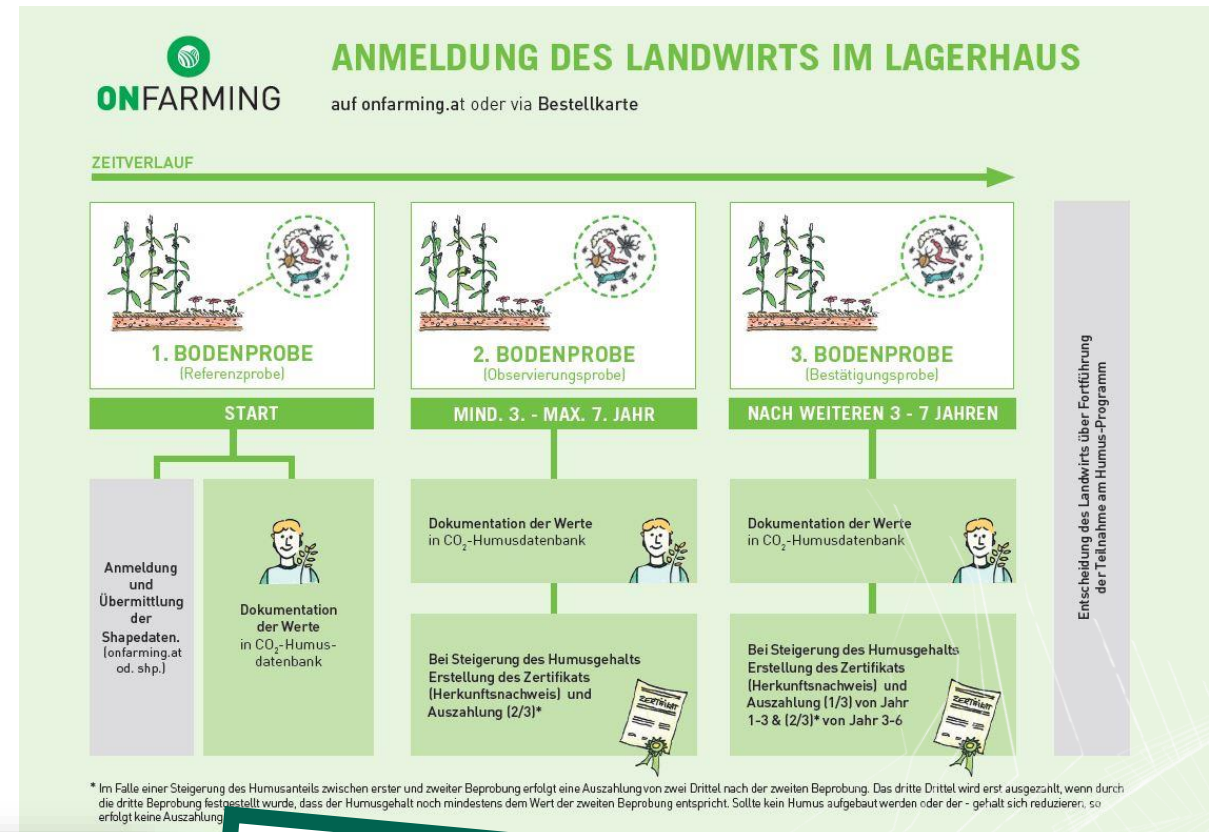 ONFARMING
ANMELDUNG DES LANDWIRTS IM LAGERHAUS
auf onfarming.at oder via Bestellkarte
ZEITVERLAUF
1. BODENPROBE
(Referenzprobe)
START
Anmeldung
und
Übermittlung
der
Shapedaten.
(onfarming.at
od. shp.)
Dokumentation
der Werte
in CO₂-Humus-
datenbank
2. BODENPROBE
(Observierungsprobe)
MIND. 3. - MAX. 7. JAHR
Dokumentation der Werte
in CO₂-Humusdatenbank
Bei Steigerung des Humusgehalts
Erstellung des Zertifikats
(Herkunftsnachweis) und
Auszahlung (2/3)*
ZERTIFIKAT
3. BODENPROBE
(Bestätigungsprobe)
NACH WEITEREN 3 - 7 JAHREN
Dokumentation der Werte
in CO₂-Humusdatenbank
Bei Steigerung des Humusgehalts
Erstellung des Zertifikats
(Herkunftsnachweis) und
Auszahlung (1/3) von Jahr
1-3 & (2/3)* von Jahr 3-6
ZERTIFIKAT
Entscheidung des Landwirts über Fortführung
der Teilnahme am Humus-Programm
* Im Falle einer Steigerung des Humusanteils zwischen erster und zweiter Beprobung erfolgt eine Auszahlung von zwei Drittel nach der zweiten Beprobung. Das dritte Drittel wird erst ausgezahlt, wenn durch
die dritte Beprobung festgestellt wurde, dass der Humusgehalt noch mindestens dem Wert der zweiten Beprobung entspricht. Sollte kein Humus aufgebaut werden oder der - gehalt sich reduzieren, so
erfolgt keine Auszahlung